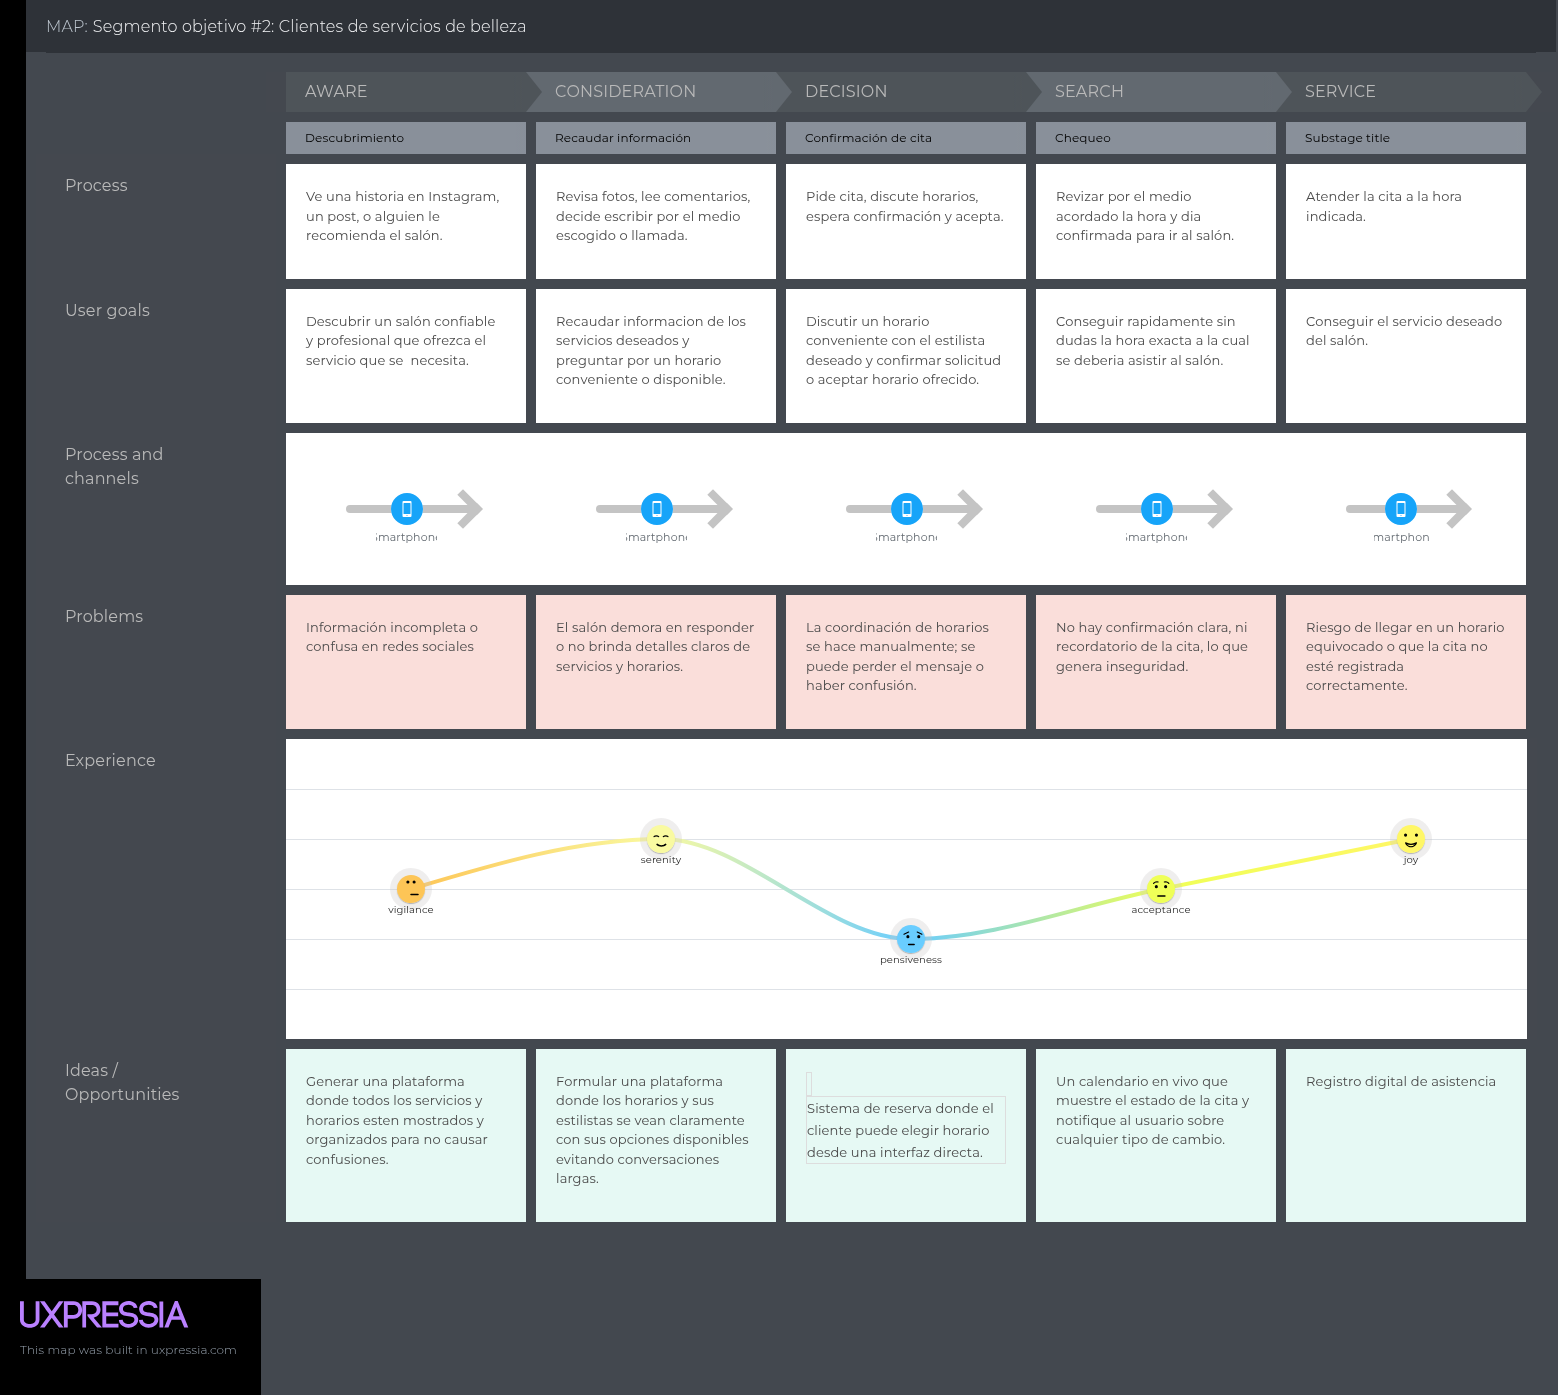 MAP: Segmento objetivo #2: Clientes de servicios de belleza
AWARE
CONSIDERATION
DECISION
SEARCH
SERVICE
Descubrimiento
Recaudar información
Confirmación de cita
Chequeo
Substage title
Process
Ve una historia en Instagram,
un post, o alguien le
recomienda el salón.
Revisa fotos, lee comentarios,
decide escribir por el medio
escogido o llamada.
Pide cita, discute horarios,
espera confirmación y acepta.
Revizar por el medio
acordado la hora y dia
confirmada para ir al salón.
Atender la cita a la hora
indicada.
User goals
Descubrir un salón confiable
y profesional que ofrezca el
servicio que se  necesita.
Recaudar informacion de los
servicios deseados y
preguntar por un horario
conveniente o disponible.
Discutir un horario
conveniente con el estilista
deseado y confirmar solicitud
o aceptar horario ofrecido.
Conseguir rapidamente sin
dudas la hora exacta a la cual
se deberia asistir al salón.
Conseguir el servicio deseado
del salón.
Process and
channels
martphon
martphon
martphon
martphon
martphon
Problems
Información incompleta o
confusa en redes sociales
El salón demora en responder
o no brinda detalles claros de
servicios y horarios.
La coordinación de horarios
se hace manualmente; se
puede perder el mensaje o
haber confusión.
No hay confirmación clara, ni
recordatorio de la cita, lo que
genera inseguridad.
Riesgo de llegar en un horario
equivocado o que la cita no
esté registrada
correctamente.
Experience
vigilance
serenity
pensiveness
acceptance
joy
Ideas /
Opportunities
Generar una plataforma
donde todos los servicios y
horarios esten mostrados y
organizados para no causar
confusiones.
Formular una plataforma
donde los horarios y sus
estilistas se vean claramente
con sus opciones disponibles
evitando conversaciones
largas.
Sistema de reserva donde el
cliente puede elegir horario
desde una interfaz directa.
Un calendario en vivo que
muestre el estado de la cita y
notifique al usuario sobre
cualquier tipo de cambio.
Registro digital de asistencia
UXPRESSIA
This map was built in uxpressia.com